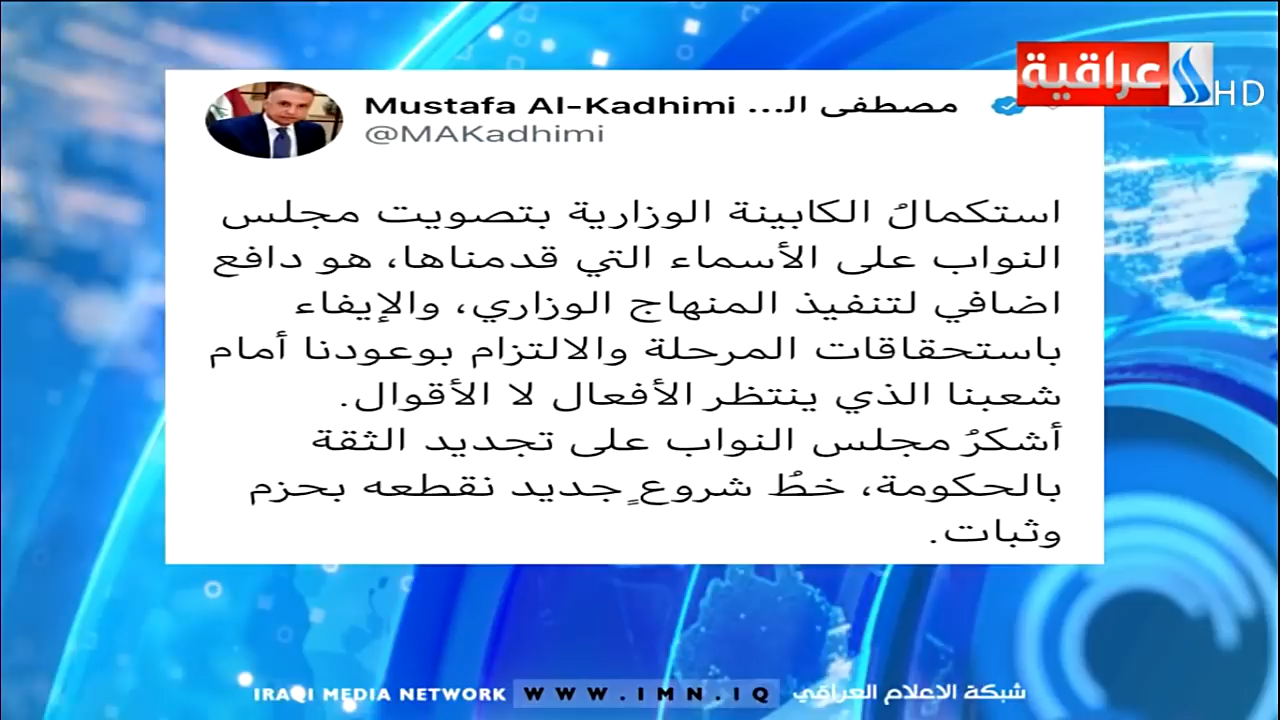 عراقية
HD
Mustafa Al-Kadhimi مصطفى الـ...
@MAKadhimi
استكمالُ الكابينة الوزارية بتصويت مجلس
النواب على الأسماء التي قدمناها، هو دافع
اضافي لتنفيذ المنهاج الوزاري، والإيفاء
باستحقاقات المرحلة والالتزام بوعودنا أمام
شعبنا الذي ينتظر الأفعال لا الأقوال.
أشكرُ مجلس النواب على تجديد الثقة
بالحكومة، خطُ شروعٍ جديد نقطعه بحزم
وثبات.
IRAQI MEDIA NETWORK WWW.IMN.IQ شبكة الاعلام العراقي